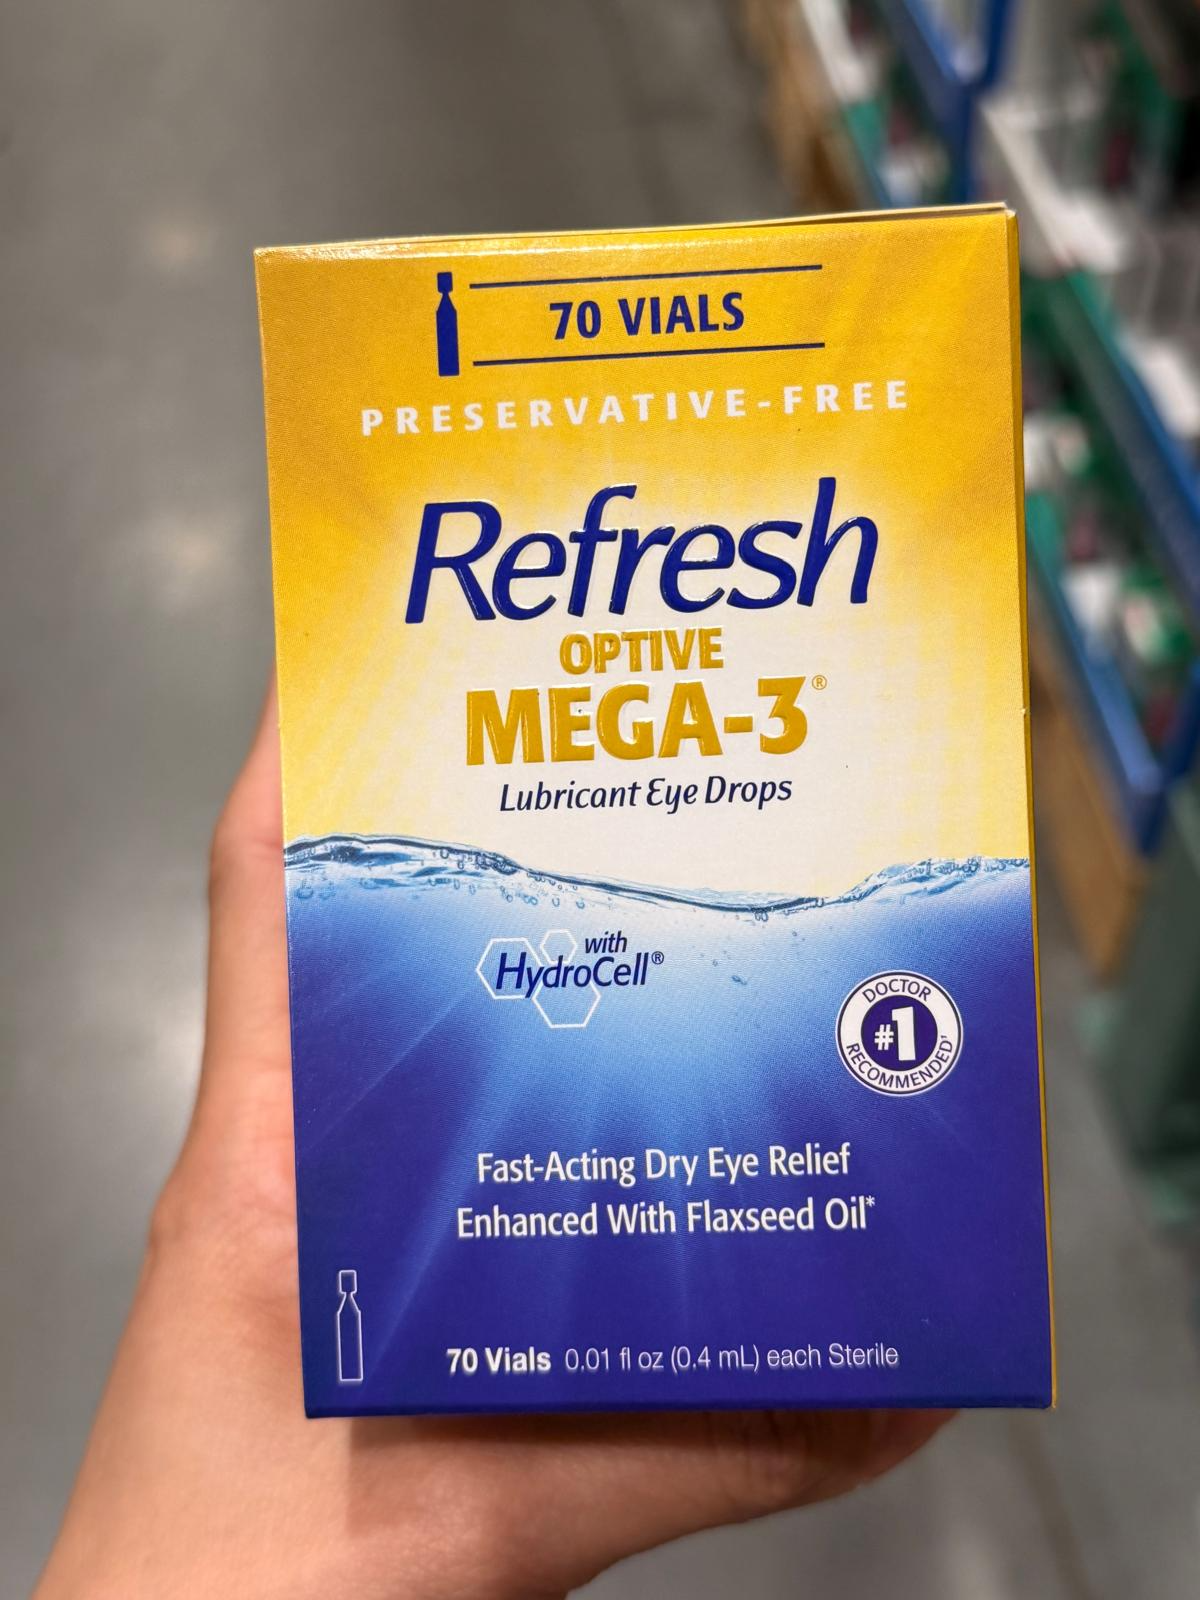 70 VIALS
PRESERVATIVE-FREE
Refresh
OPTIVE
MEGA-3®
Lubricant Eye Drops
with
HydroCell®
DOCTOR
#1
RECOMMENDED¹
Fast-Acting Dry Eye Relief
Enhanced With Flaxseed Oil*
70 Vials 0.01 fl oz (0.4 mL) each Sterile